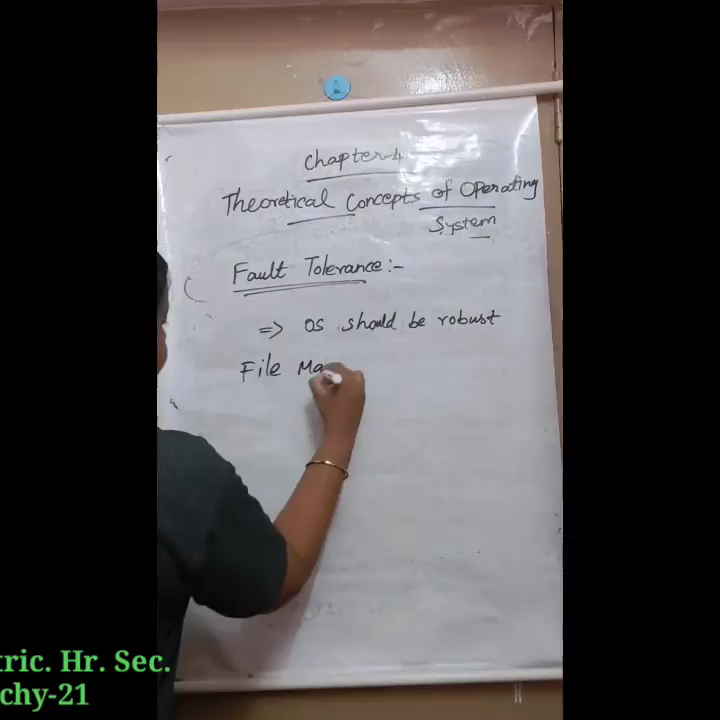 Chapter-4
Theoretical Concepts of Operating
System
Fault Tolerance:-
=> OS should be robust
File Ma
tric. Hr. Sec.
chy-21